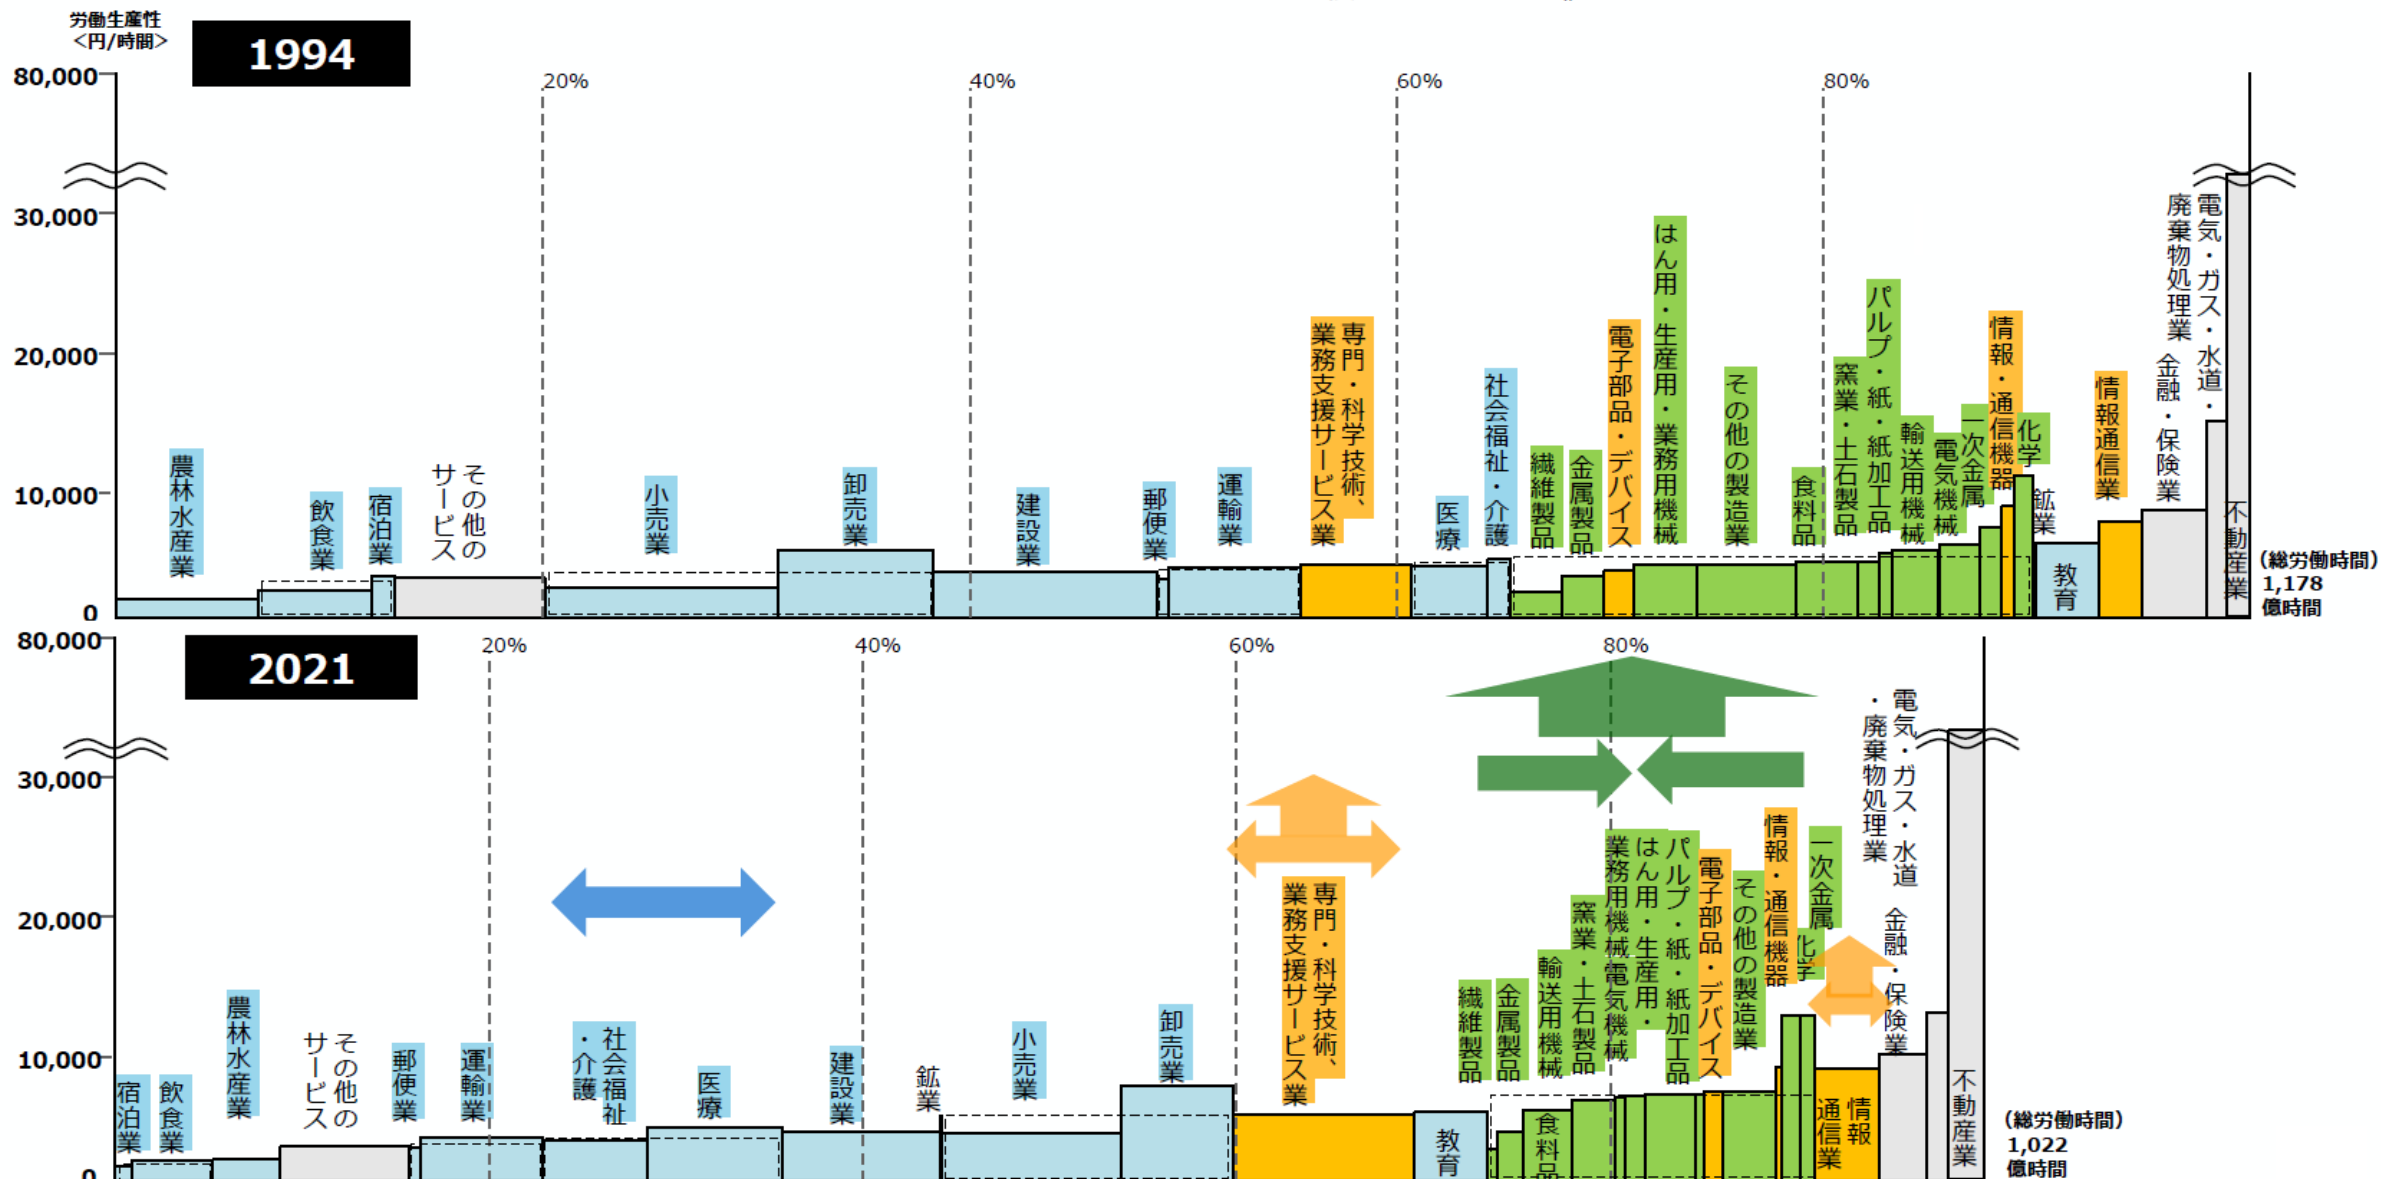 労働生産性
<円/時間>
1994
80,000
30,000
20,000
10,000
0
20%
40%
60%
80%
農林水産業
飲食業
宿泊業
その他の
サービス
小売業
卸売業
建設業
郵便業
運輸業
専門・科学技術、
業務支援サービス業
医療
社会福祉・介護
繊維製品
金属製品
電子部品・デバイス
はん用・生産用・業務用機械
その他の製造業
食料品
窯業・土石製品
パルプ・紙・紙加工品
輸送用機械
電気機械
一次金属
情報・通信機器
化学
鉱業
教育
情報通信業
金融・保険業
電気・ガス・水道・
廃棄物処理業
不動産業
(総労働時間)
1,178
億時間
2021
80,000
30,000
20,000
10,000
0
20%
40%
60%
80%
宿泊業
飲食業
農林水産業
その他の
サービス
郵便業
運輸業
社会福祉
・介護
医療
建設業
鉱業
小売業
卸売業
専門・科学技術、
業務支援サービス業
教育
繊維製品
金属製品
食料品
輸送用機械
窯業・土石製品
電気機械
はん用・生産用・
業務用機械
パルプ・紙・紙加工品
電子部品・デバイス
その他の製造業
情報・通信機器
化学
一次金属
情報
通信業
金融・保険業
電気・ガス・水道
・廃棄物処理業
不動産業
(総労働時間)
1,022
億時間